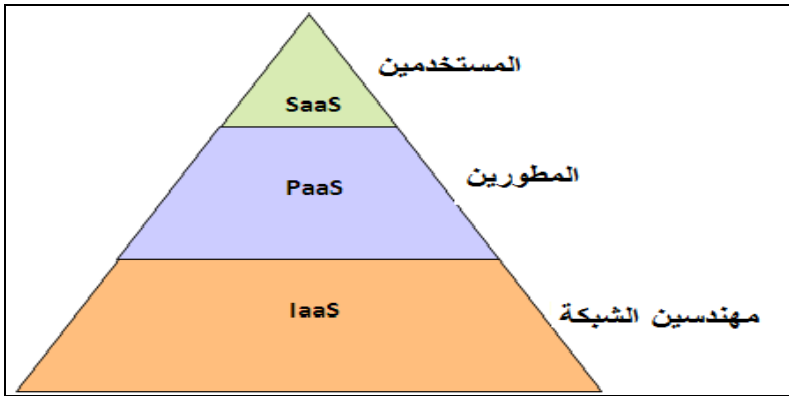 المستخدمين
SaaS
المطورين
PaaS
مهندسين الشبكة
IaaS